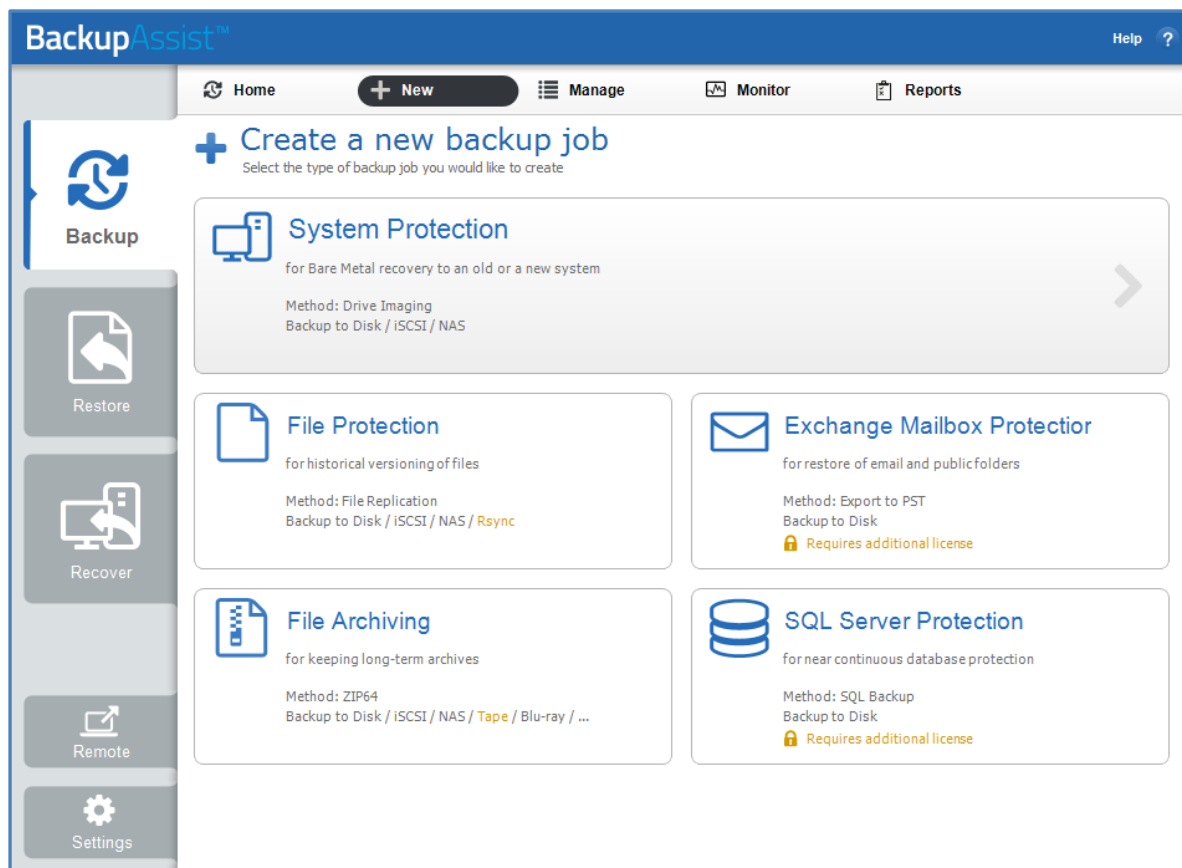 BackupAssist™
Help ?
Home New Manage Monitor Reports
Create a new backup job
Select the type of backup job you would like to create
Backup
Restore
Recover
Remote
Settings
System Protection
for Bare Metal recovery to an old or a new system
Method: Drive Imaging
Backup to Disk / iSCSI / NAS
File Protection
for historical versioning of files
Method: File Replication
Backup to Disk / iSCSI / NAS / Rsync
Exchange Mailbox Protectior
for restore of email and public folders
Method: Export to PST
Backup to Disk
Requires additional license
File Archiving
for keeping long-term archives
Method: ZIP64
Backup to Disk / iSCSI / NAS / Tape / Blu-ray / ...
SQL Server Protection
for near continuous database protection
Method: SQL Backup
Backup to Disk
Requires additional license